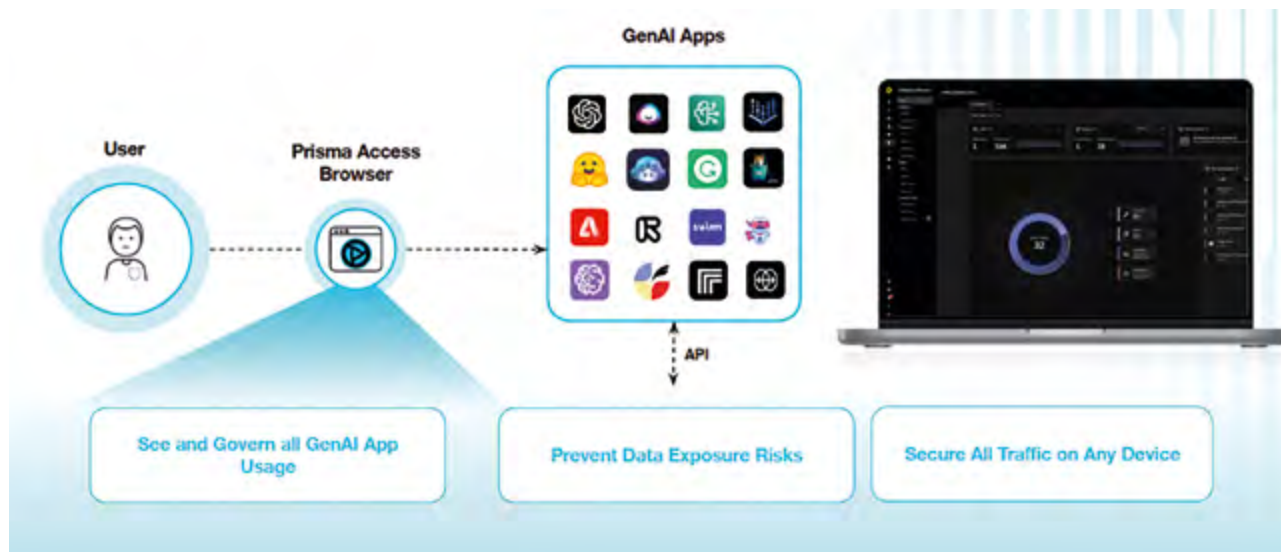 GenAI Apps
User
Prisma Access
Browser
API
See and Govern all GenAI App
Usage
Prevent Data Exposure Risks
Secure All Traffic on Any Device